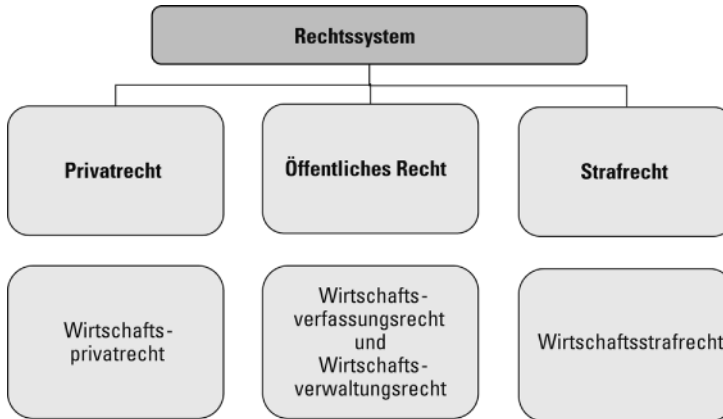 Rechtssystem
Privatrecht
Öffentliches Recht
Strafrecht
Wirtschafts-
privatrecht
Wirtschafts-
verfassungsrecht
und
Wirtschafts-
verwaltungsrecht
Wirtschaftsstrafrecht